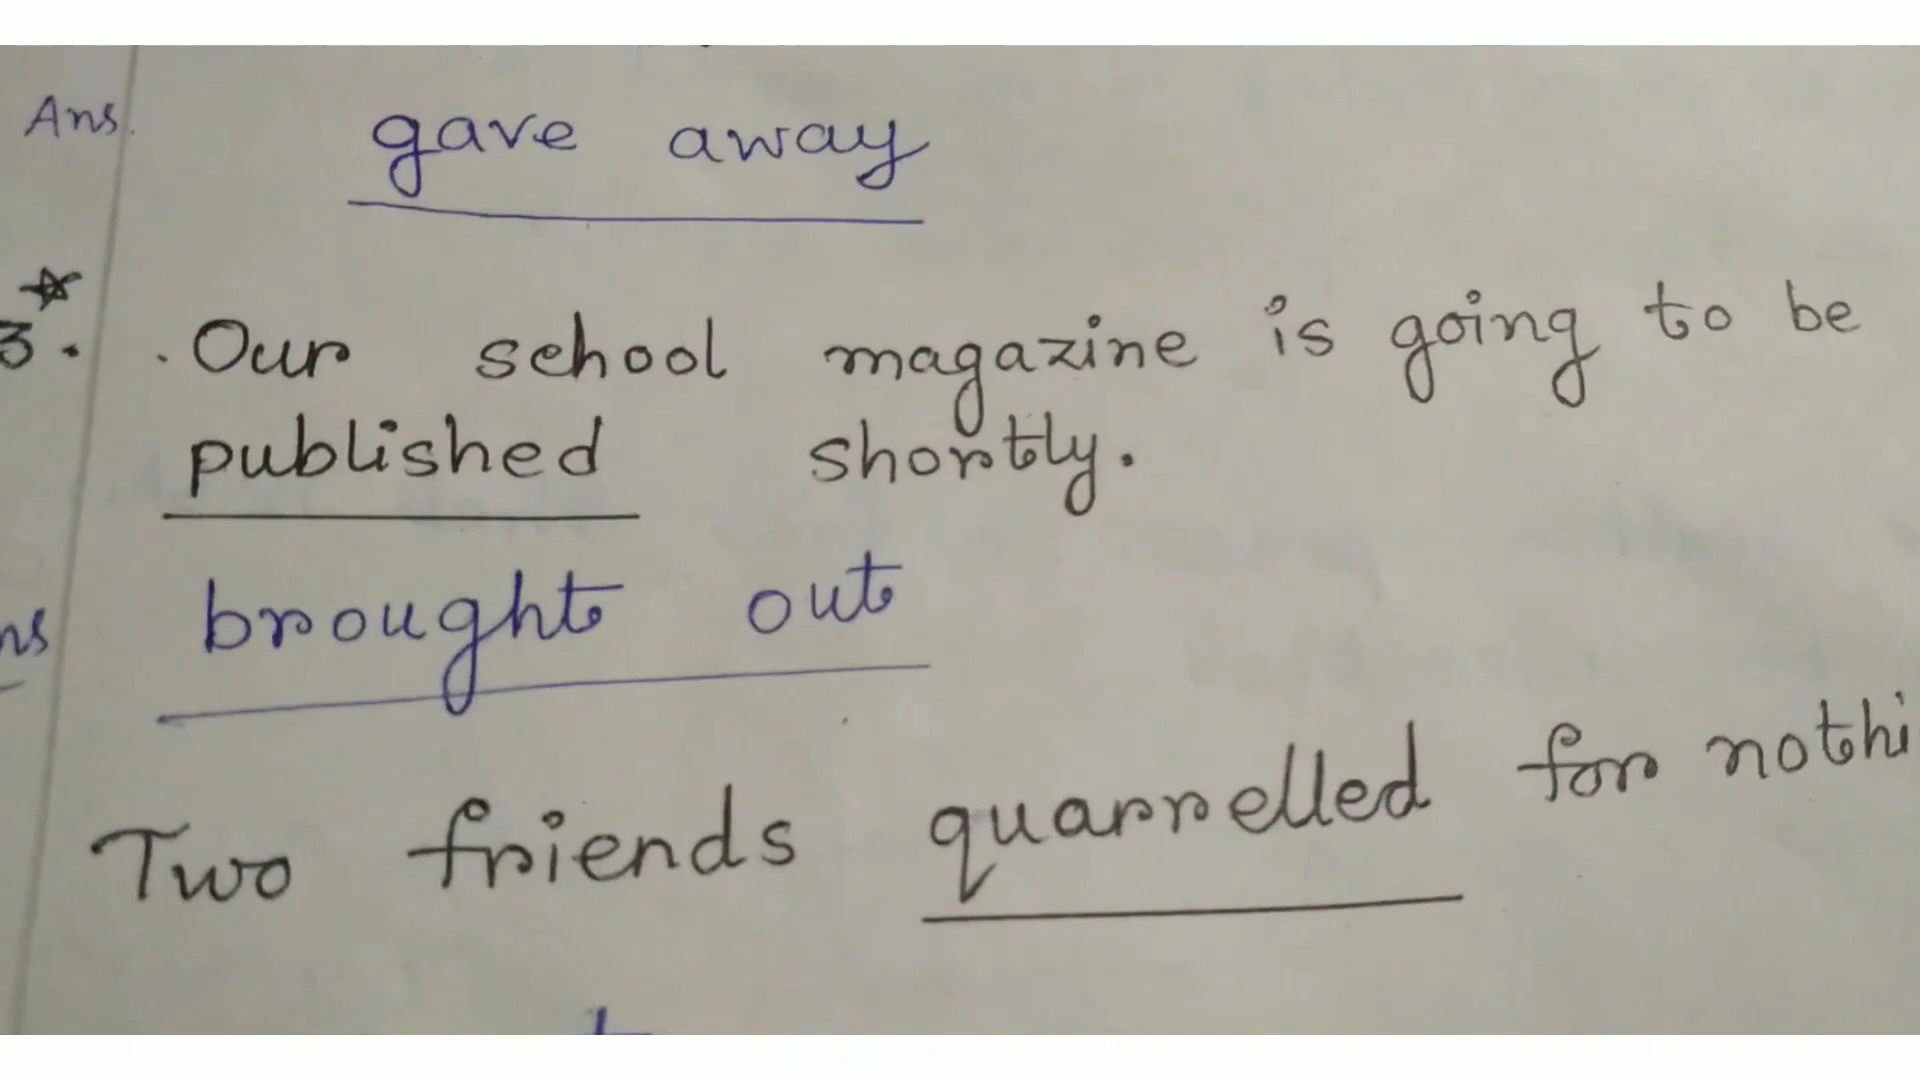 Ans. gave away
3. Our school magazine is going to be
published shortly.
brought out
Two friends quarrelled for